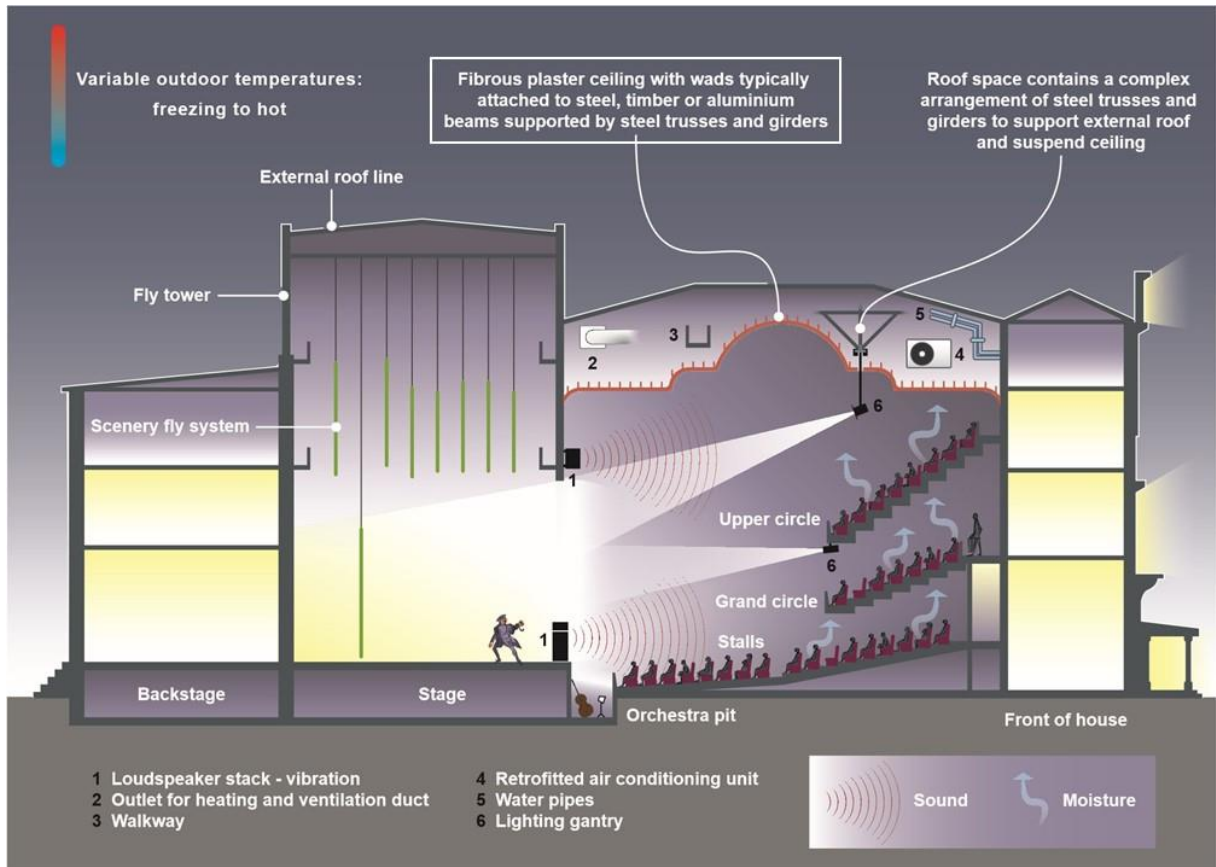 Variable outdoor temperatures:
freezing to hot
Fibrous plaster ceiling with wads typically
attached to steel, timber or aluminium
beams supported by steel trusses and girders
Roof space contains a complex
arrangement of steel trusses and
girders to support external roof
and suspend ceiling
External roof line
Fly tower
5
3
2
4
6
Scenery fly system
1
Upper circle
6
Grand circle
1
Stalls
Backstage
Stage
Orchestra pit
Front of house
1 Loudspeaker stack - vibration
2 Outlet for heating and ventilation duct
3 Walkway
4 Retrofitted air conditioning unit
5 Water pipes
6 Lighting gantry
Sound
Moisture